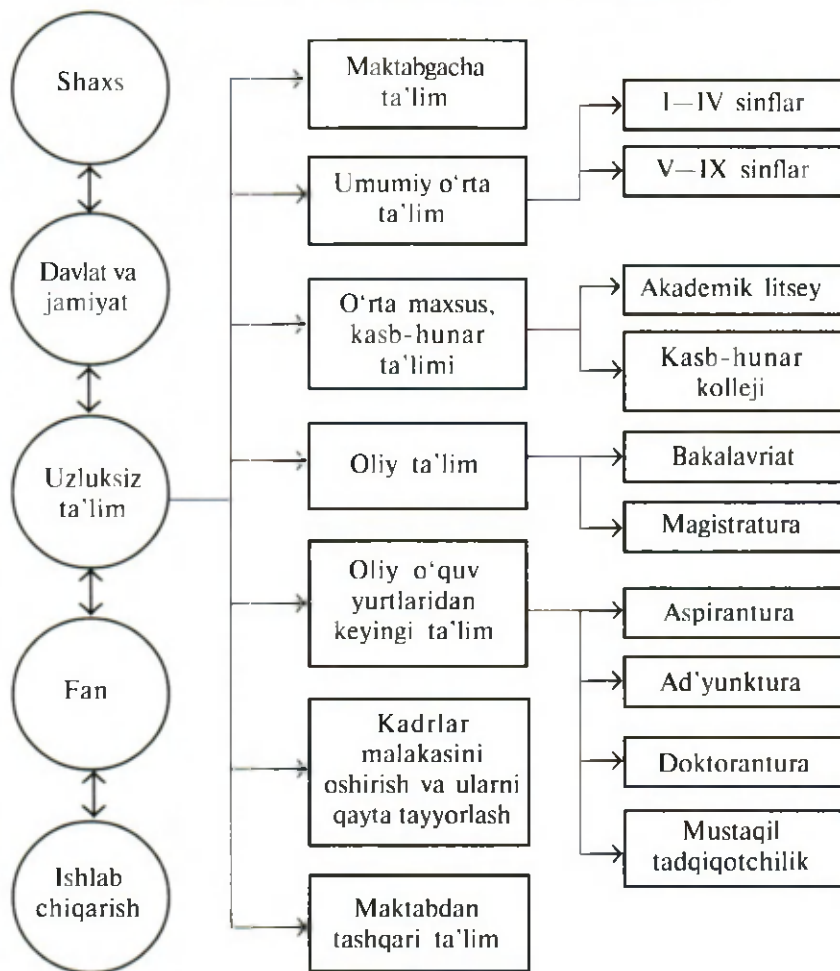 Shaxs
Davlat va
jamiyat
Uzluksiz
ta'lim
Fan
Ishlab
chiqarish
Maktabgacha
ta'lim
Umumiy o‘rta
ta'lim
O‘rta maxsus,
kasb-hunar
ta'limi
Oliy ta'lim
Oliy o‘quv
yurtlaridan
keyingi ta'lim
Kadrlar
malakasini
oshirish va ularni
qayta tayyorlash
Maktabdan
tashqari ta'lim
I—IV sinflar
V—IX sinflar
Akademik litsey
Kasb-hunar
kolleji
Bakalavriat
Magistratura
Aspirantura
Ad'yunktura
Doktorantura
Mustaqil
tadqiqotchilik